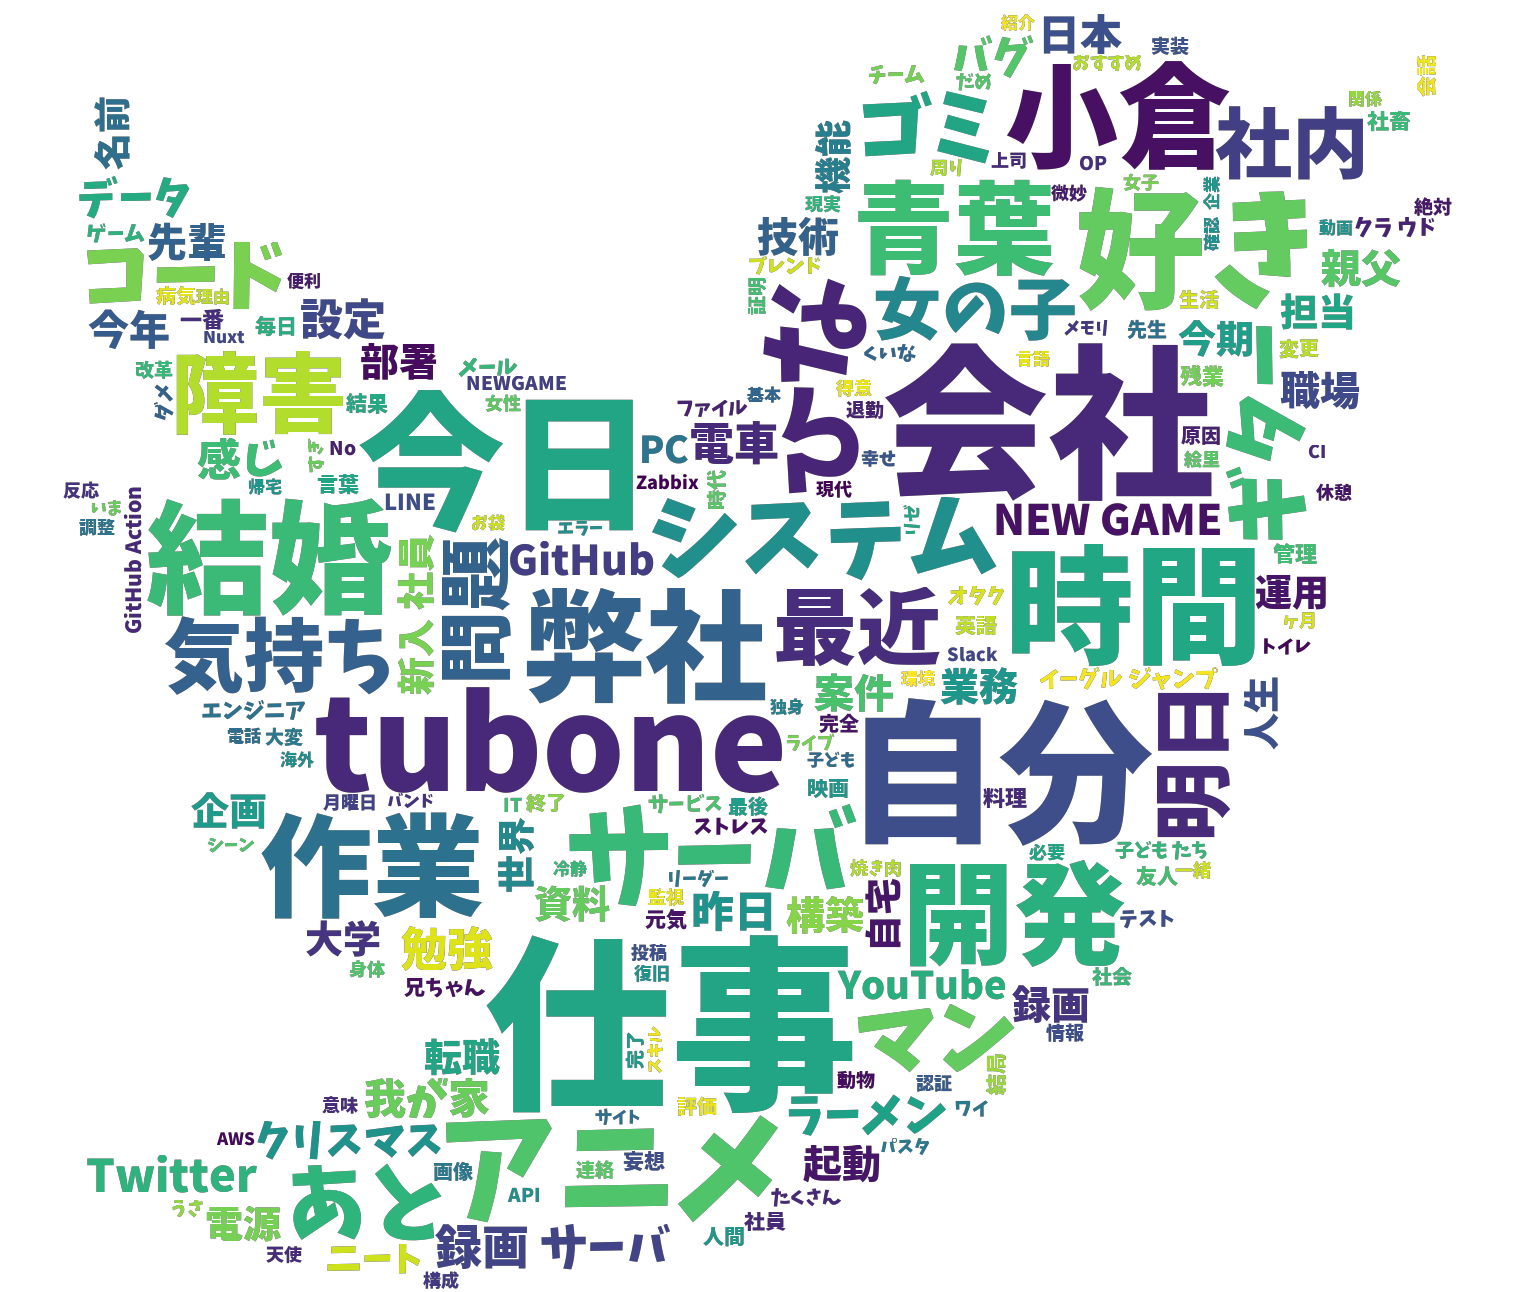 紹介
日本
実装
バグ
おすすめ
会話
チーム
だめ
小倉
ゴミ
関係
社畜
社内
名前
機能
上司
OP
周り
データ
現実
青葉
微妙
女子
好き
企業
絶対
ゲーム
先輩
技術
確認
動画
クラウド
コード
ブレンド
親父
病気
理由
便利
証明
ちゃん
女の子
生活
担当
今年
一番
毎日
設定
Nuxt
メモリ
先生
今期
ギター
変更
障害
部署
くいな
会社
言語
改革
メール
NEWGAME
残業
職場
ダメ
結果
女性
基本
得意
今日
ファイル
退勤
感じ
すぎ
No
PC
電車
原因
CI
帰宅
言葉
Zabbix
時代
幸せ
絵里
反応
いま
調整
GitHub Action
LINE
現代
休憩
結婚
お袋
エラー
システム
NEW GAME
新入社員
問題
GitHub
時間
管理
弊社
最近
オタク
運用
ケ月
気持ち
英語
トイレ
Slack
案件
環境
業務
イーグル ジャンプ
エンジニア
tubone
独身
完全
自分
明日
人生
電話
大変
ライブ
海外
子ども
映画
料理
企画
月曜日
バンド
IT
終了
サービス
最後
シーン
作業
世界
サーバ
ストレス
必要
子どもたち
冷静
リーダー
焼き肉
友人
一緒
資料
監視
元気
昨日
構築
自宅
開発
テスト
大学
勉強
身体
投稿
復旧
仕事
YouTube
社会
兄ちゃん
録画
情報
マン
転職
完了
スキル
結局
動物
認証
我が家
意味
評価
サイト
ラーメン
ワイ
AWS
クリスマス
アニメ
パスタ
Twitter
画像
連絡
妄想
起動
あと
API
たくさん
うさ
電源
社員
人間
天使
ニート
録画 サーバ
構成